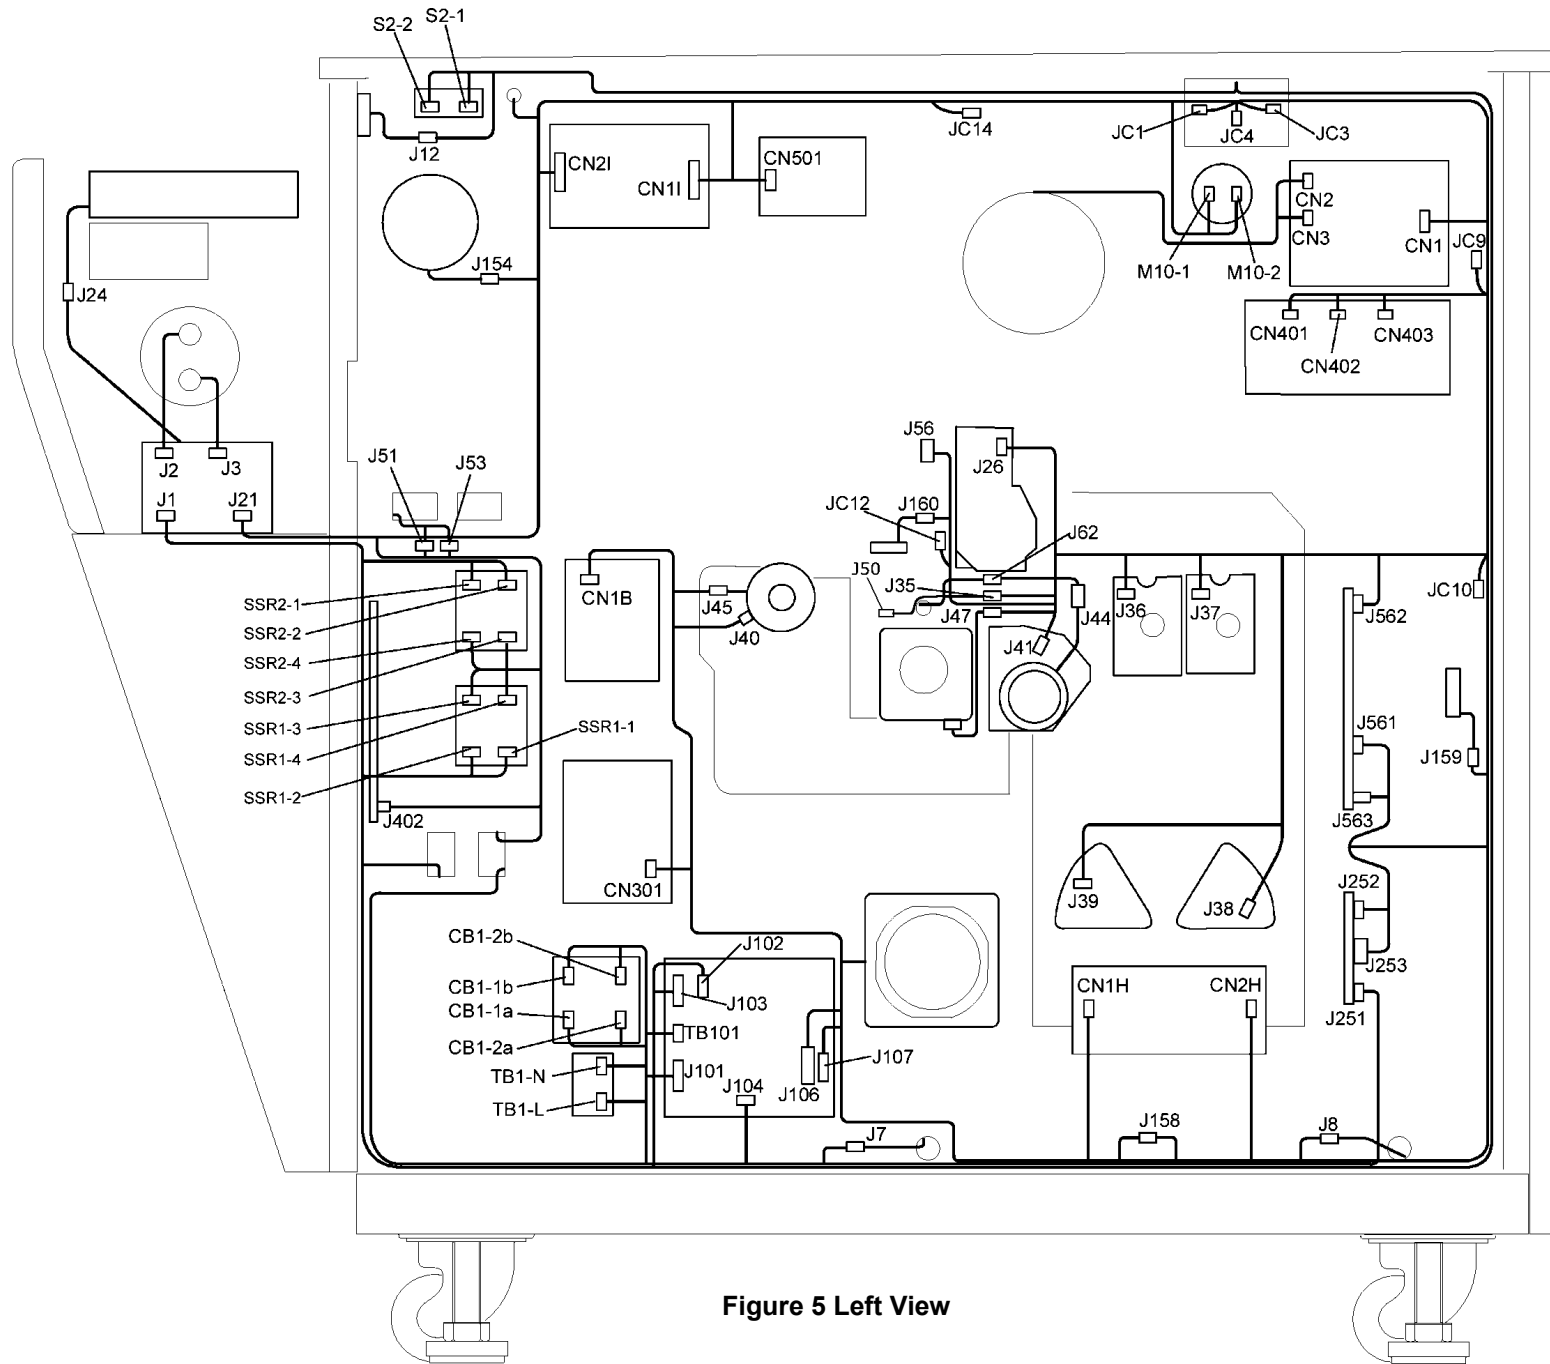 S2-2
S2-1
J12
J24
J154
CN2I
CN1I
CN501
JC14
JC1
JC4
JC3
CN2
CN3
CN1
JC9
M10-1
M10-2
CN401
CN402
CN403
J2
J3
J1
J21
J51
J53
J56
J26
JC12
J160
J62
J50
J35
J47
J44
J41
J36
J37
J562
JC10
CN1B
J45
J40
SSR2-1
SSR2-2
SSR2-4
SSR2-3
SSR1-3
SSR1-4
SSR1-2
SSR1-1
J402
J561
J159
J563
CN301
J39
J38
J252
J253
J251
CB1-2b
CB1-1b
CB1-1a
CB1-2a
TB1-N
TB1-L
J102
J103
TB101
J101
J104
J106
J107
CN1H
CN2H
J7
J158
J8
Figure 5 Left View